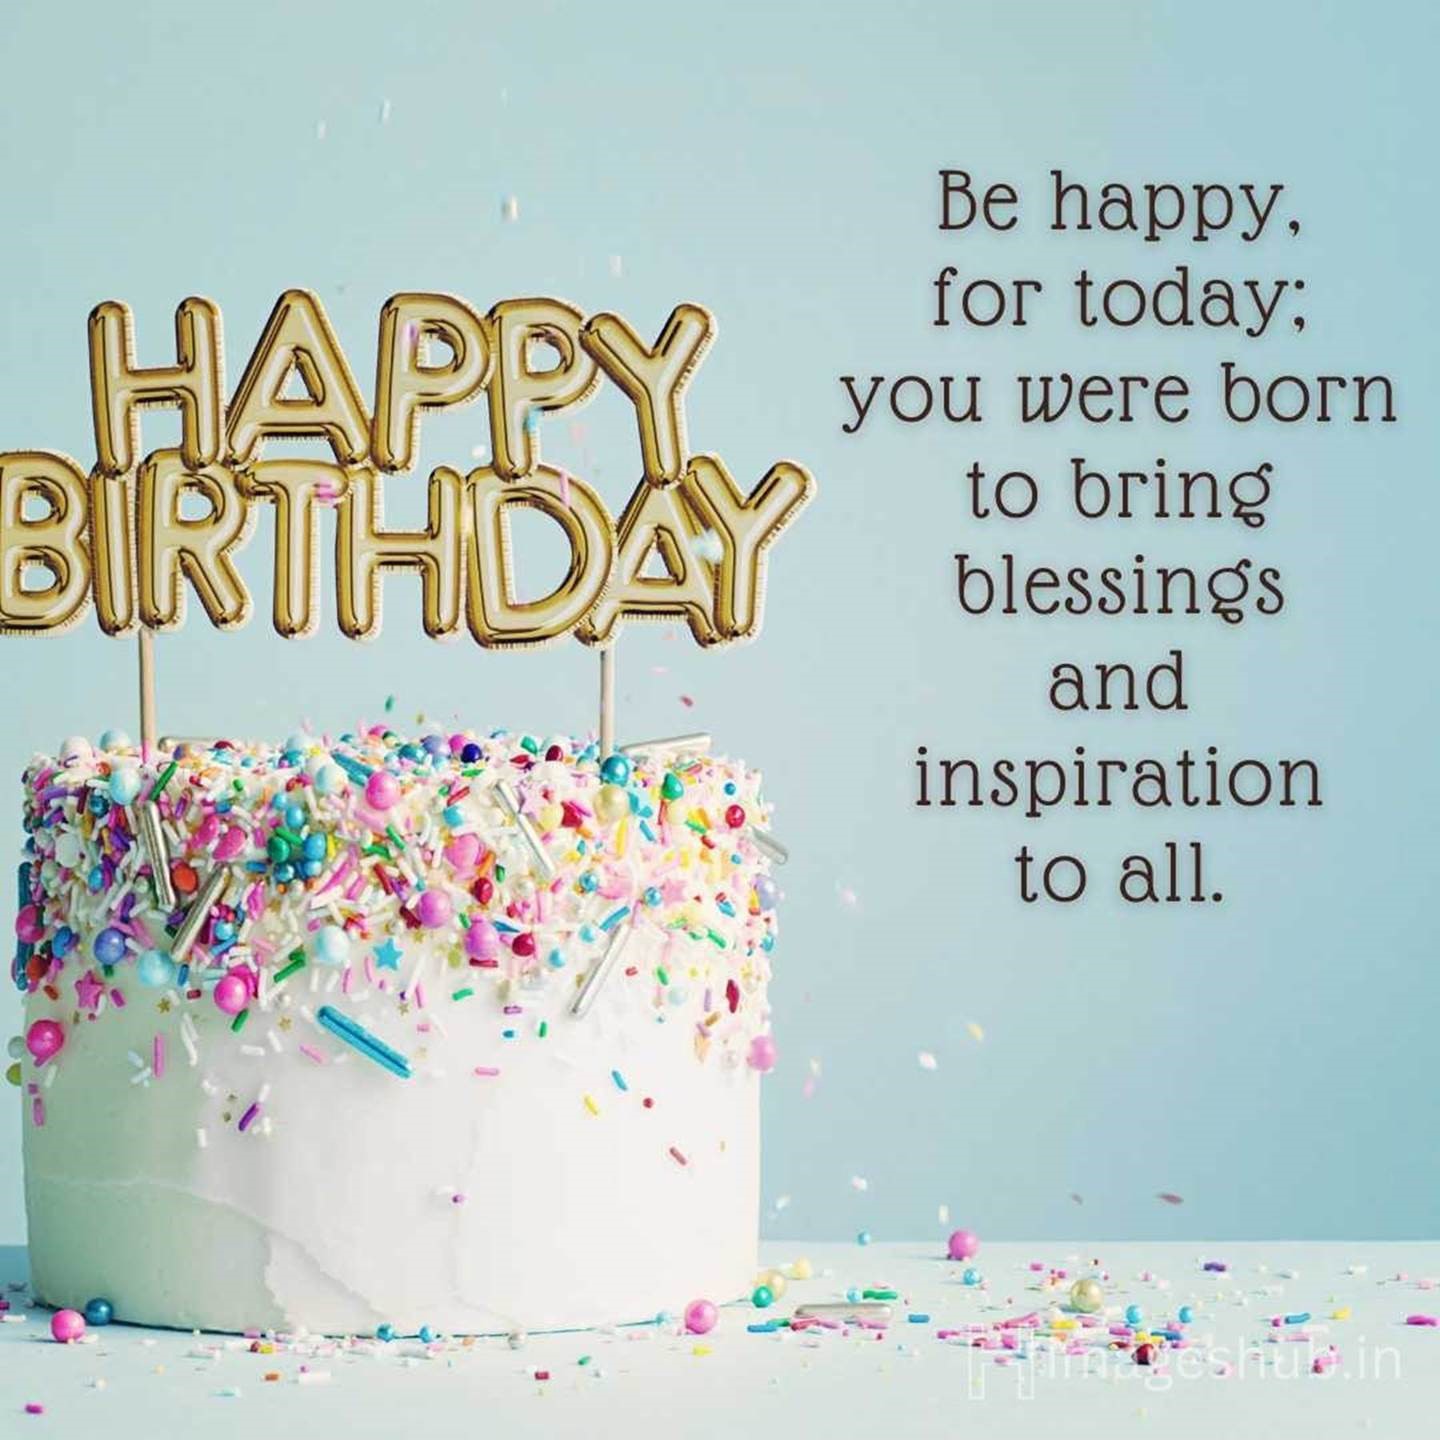 HAPPY
BIRTHDAY
Be happy,
for today;
you were born
to bring
blessings
and
inspiration
to all.
imageshub.in